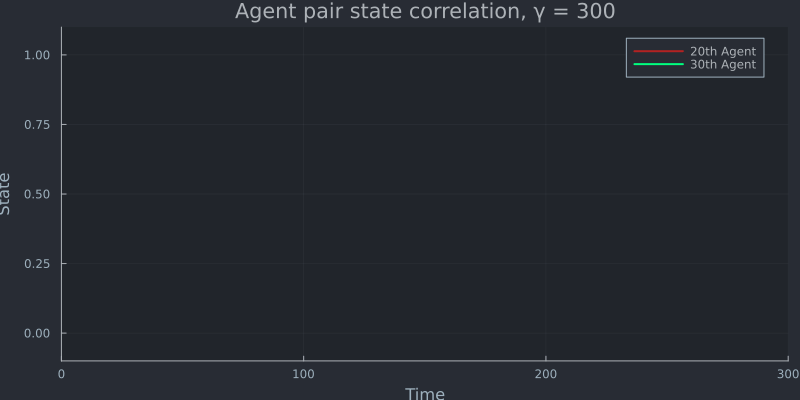 Agent pair state correlation, γ = 300
1.00
20th Agent
30th Agent
0.75
State
0.50
0.25
0.00
0 100 200 300
Time